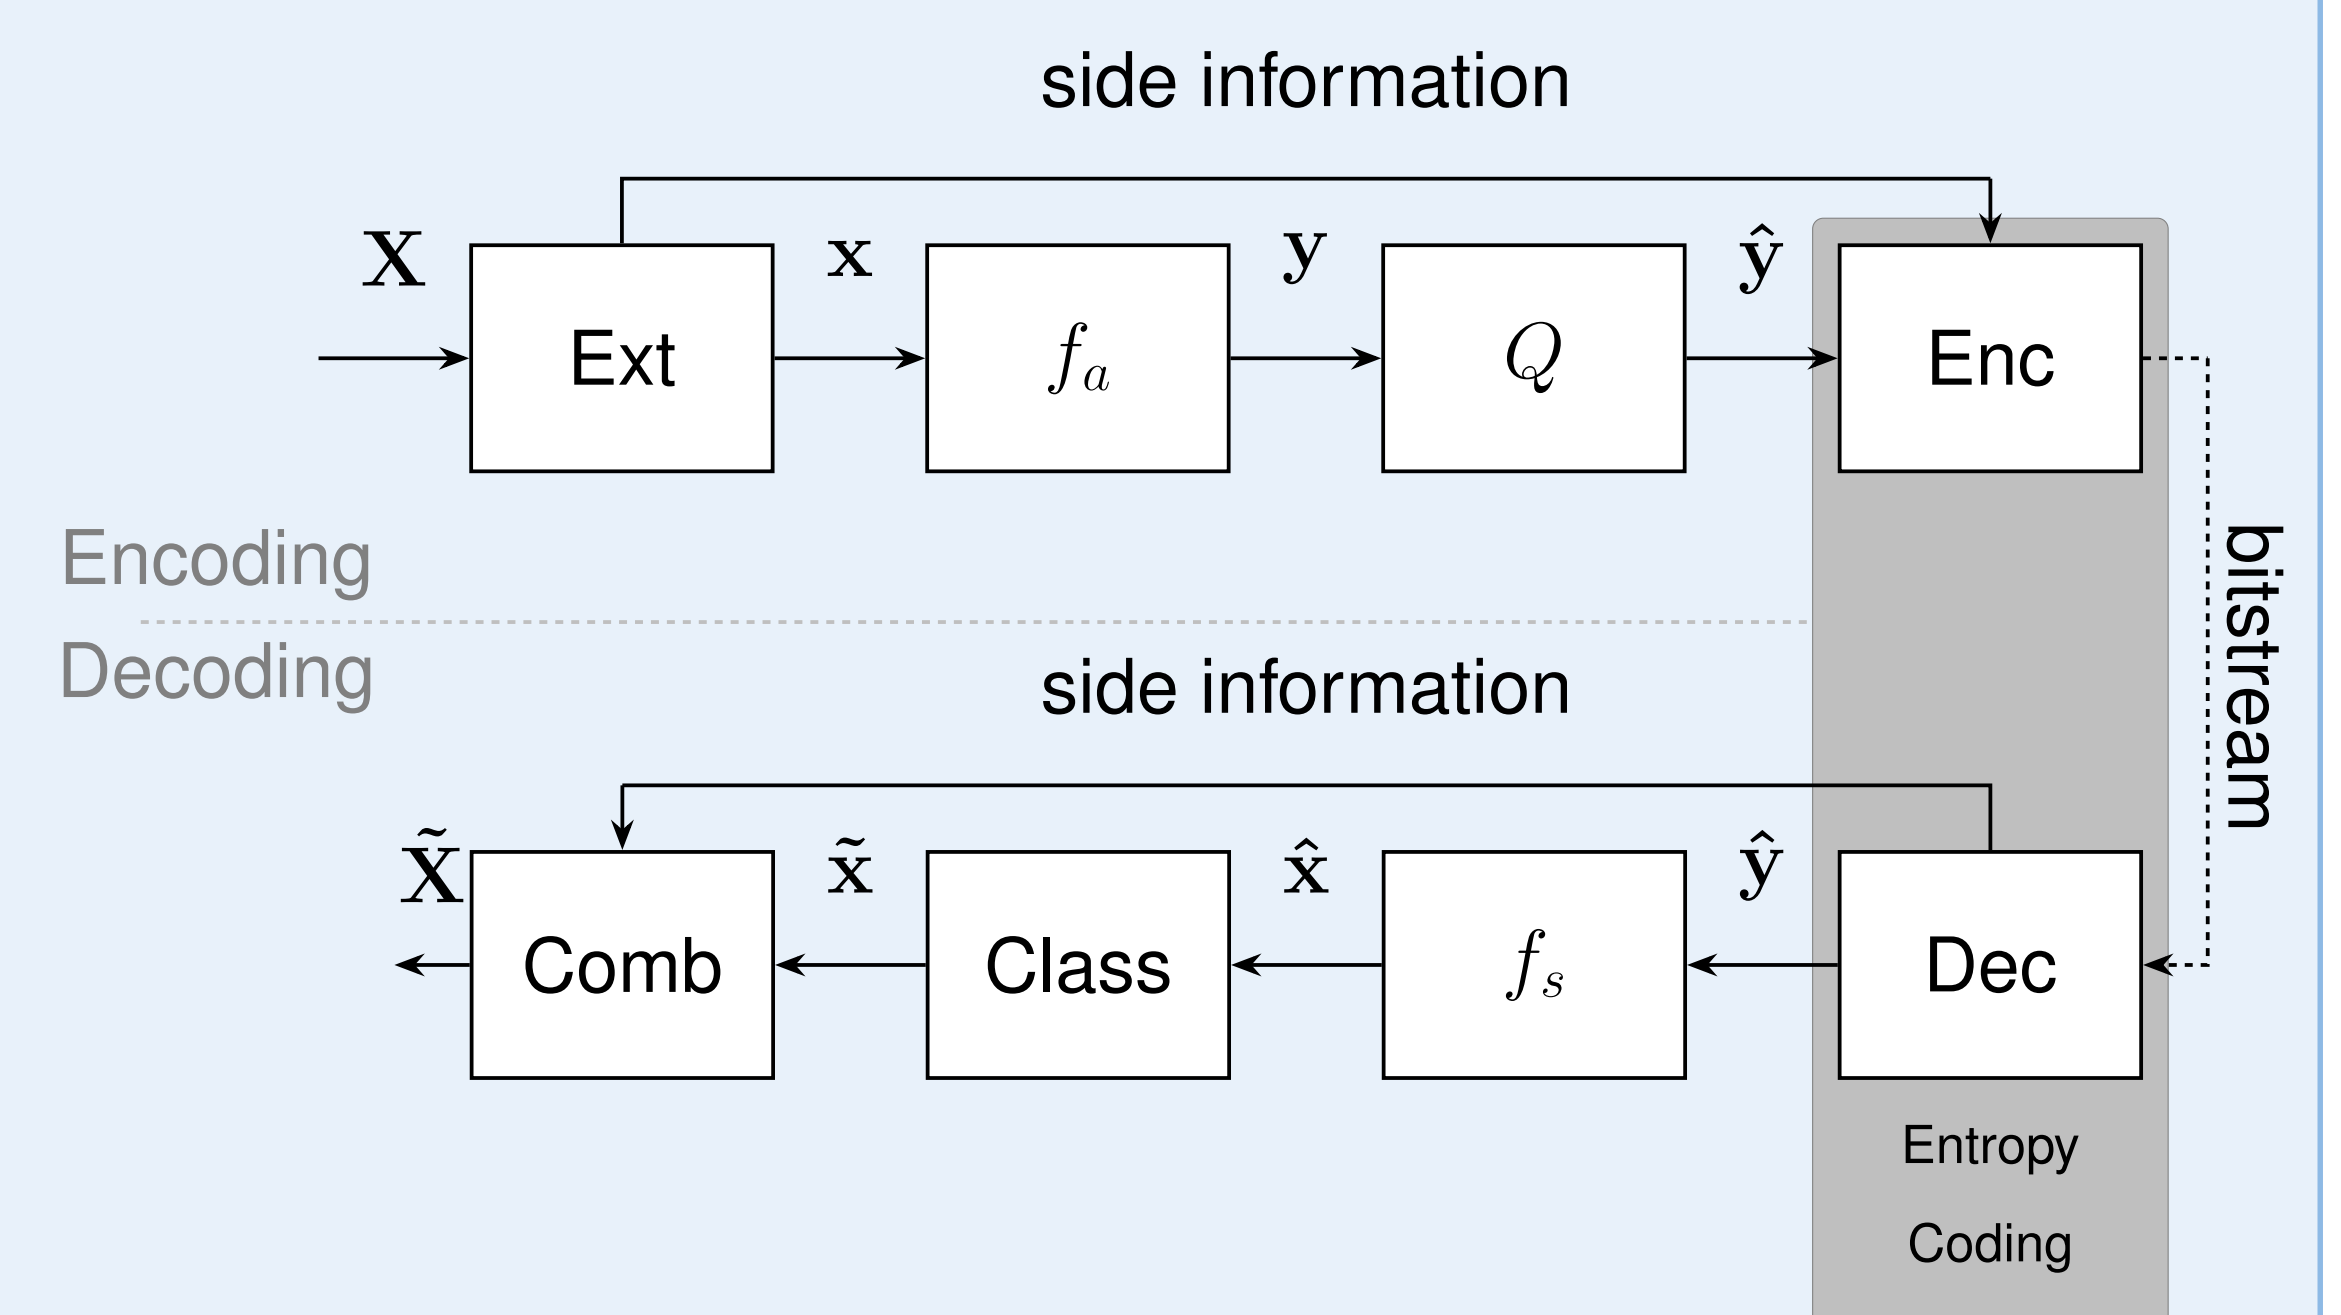 side information
X x y ŷ
Ext f_a Q Enc
Encoding
bitstream
Decoding
side information
X̃ x̃ x̂ ŷ
Comb Class f_s Dec
Entropy
Coding